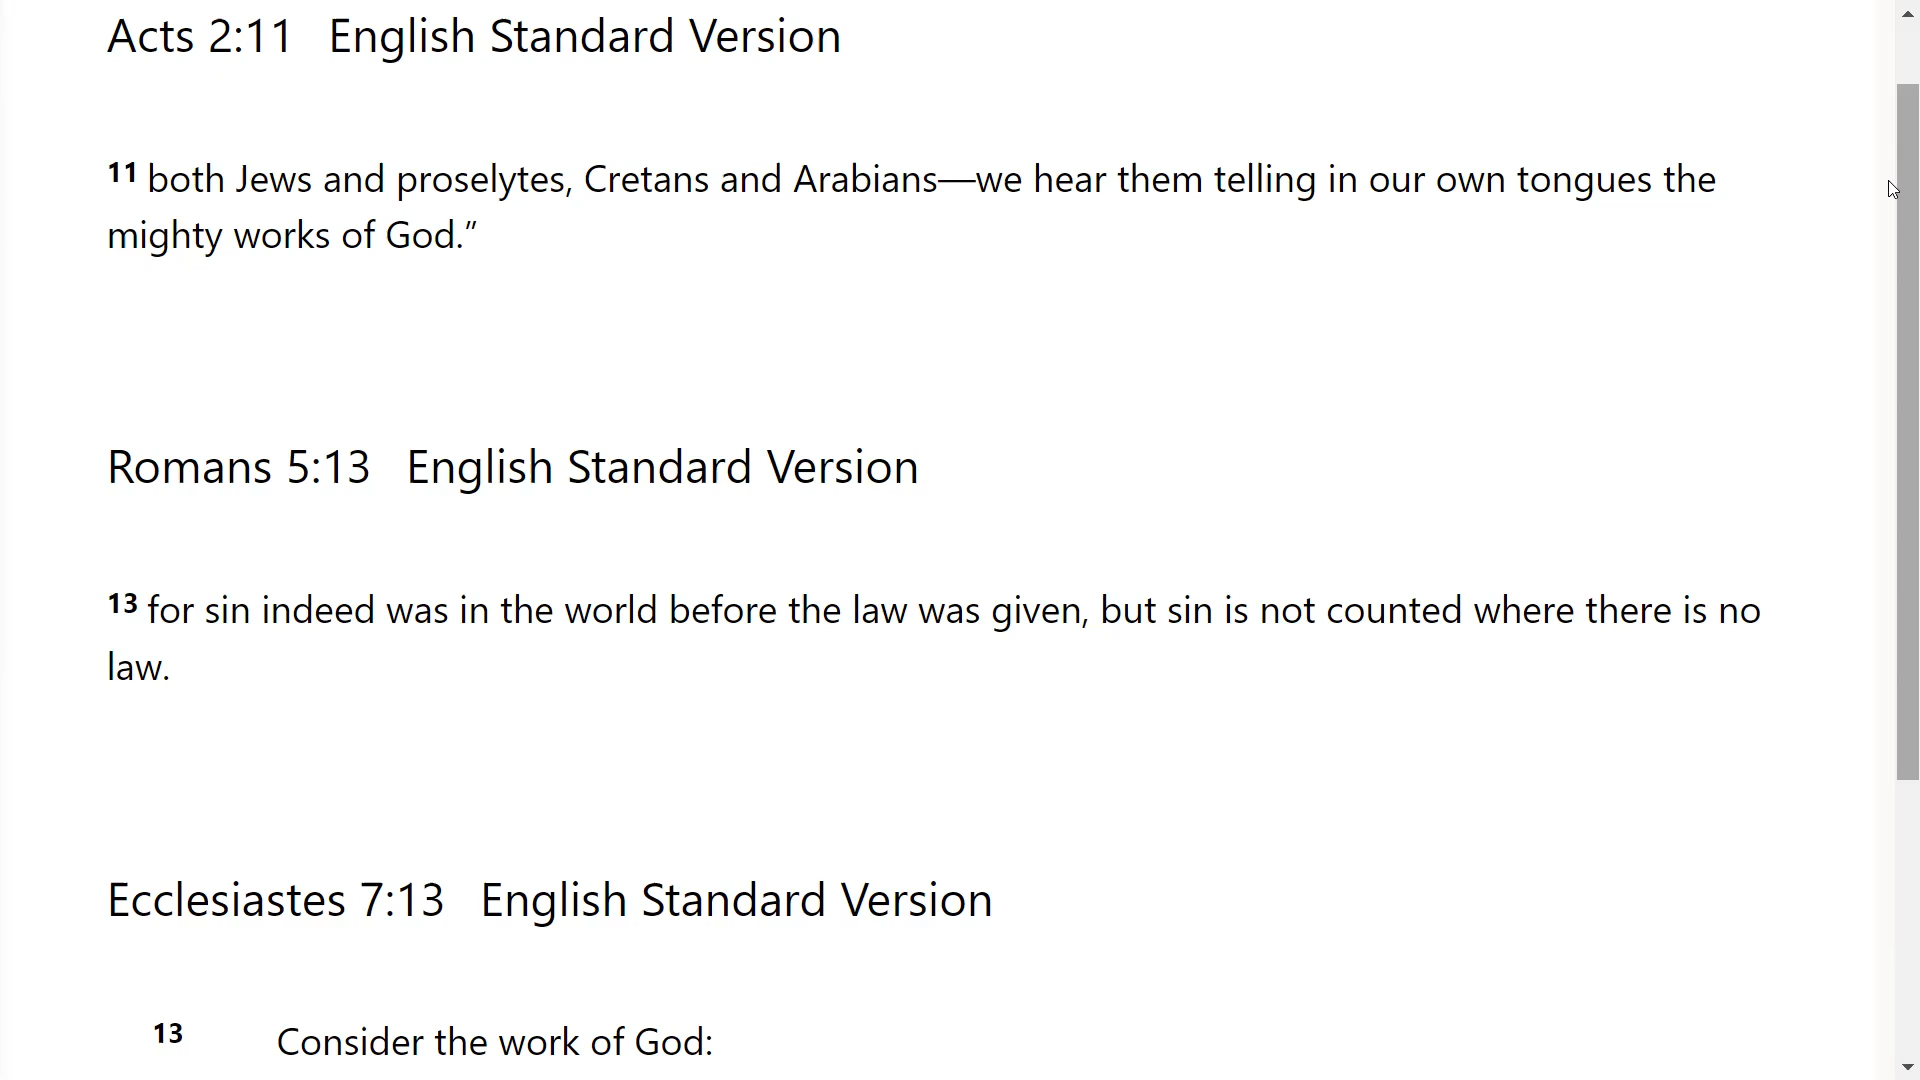 Acts 2:11 English Standard Version
11 both Jews and proselytes, Cretans and Arabians—we hear them telling in our own tongues the
mighty works of God.”
Romans 5:13 English Standard Version
13 for sin indeed was in the world before the law was given, but sin is not counted where there is no
law.
Ecclesiastes 7:13 English Standard Version
13 Consider the work of God: